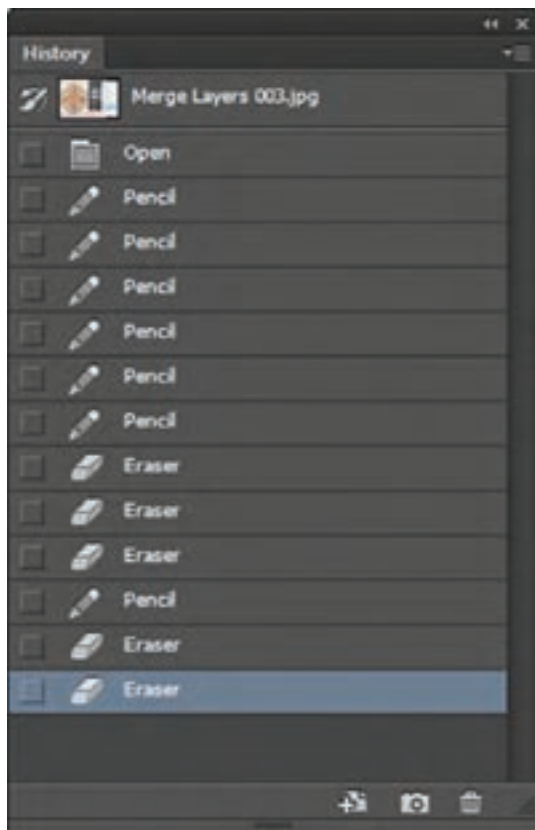 History
Merge Layers 003.jpg
Open
Pencil
Pencil
Pencil
Pencil
Pencil
Pencil
Eraser
Eraser
Eraser
Pencil
Eraser
Eraser